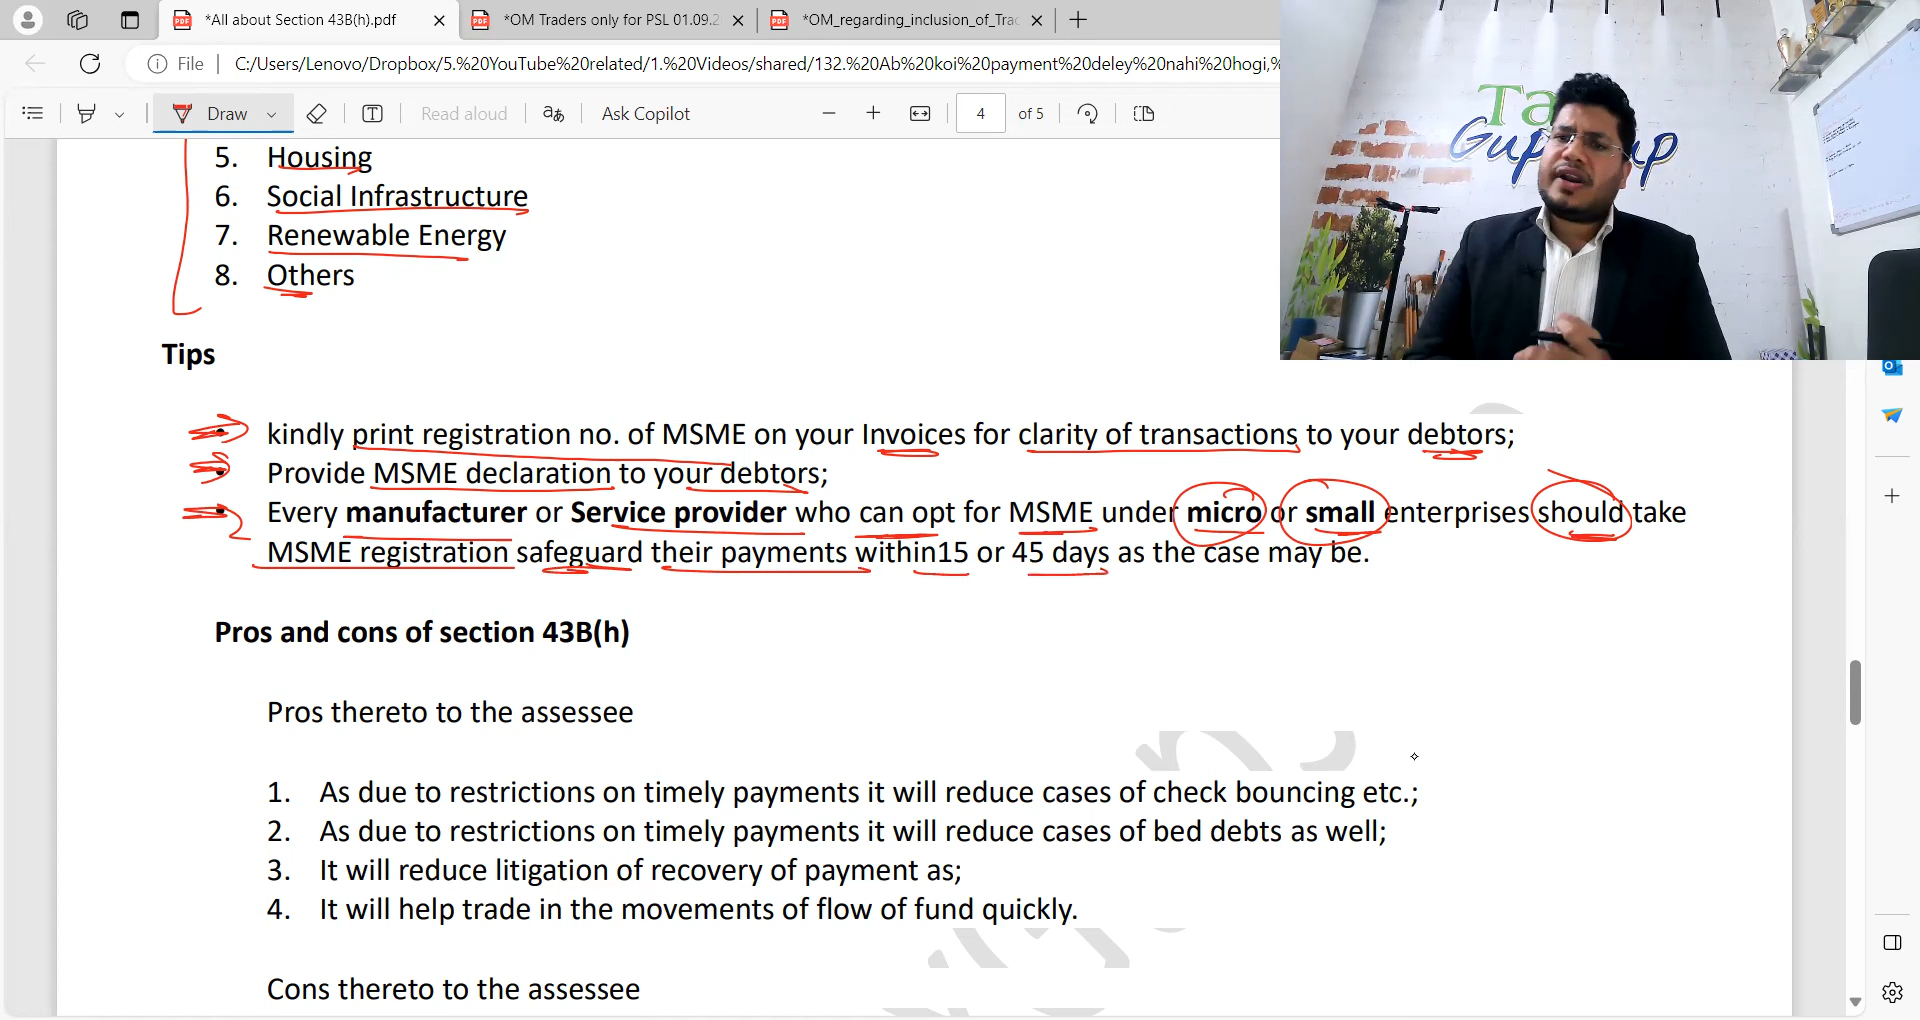 *All about Section 43B(h).pdf
*OM Traders only for PSL 01.09.2
*OM_regarding_inclusion_of_Trac
File
C:/Users/Lenovo/Dropbox/5.%20YouTube%20related/1.%20Videos/shared/132.%20Ab%20koi%20payment%20deley%20nahi%20hogi,%
Draw
Read aloud
Ask Copilot
4 of 5
5. Housing
6. Social Infrastructure
7. Renewable Energy
8. Others
Tips
kindly print registration no. of MSME on your Invoices for clarity of transactions to your debtors;
Provide MSME declaration to your debtors;
Every manufacturer or Service provider who can opt for MSME under micro or small enterprises should take
MSME registration safeguard their payments within15 or 45 days as the case may be.
Pros and cons of section 43B(h)
Pros thereto to the assessee
1. As due to restrictions on timely payments it will reduce cases of check bouncing etc.;
2. As due to restrictions on timely payments it will reduce cases of bed debts as well;
3. It will reduce litigation of recovery of payment as;
4. It will help trade in the movements of flow of fund quickly.
Cons thereto to the assessee